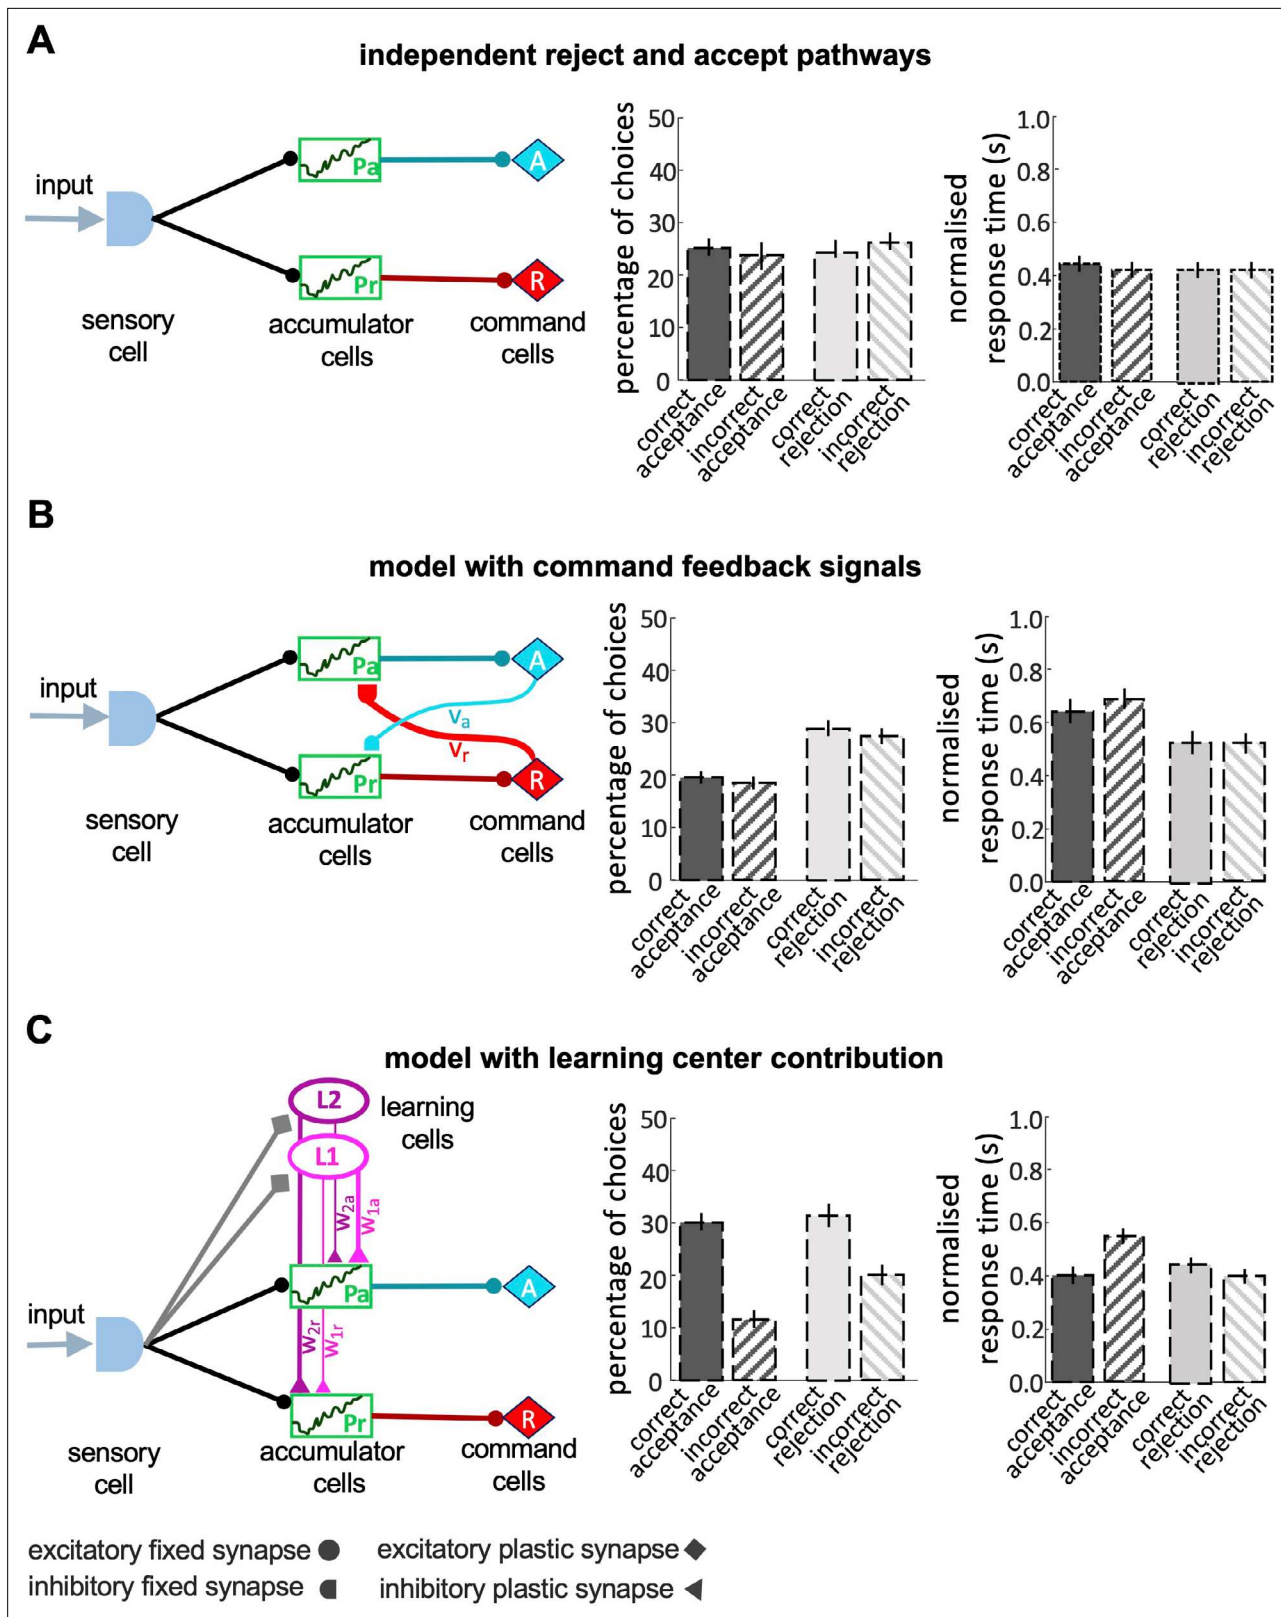 A
independent reject and accept pathways
input
sensory
cell
Pa
Pr
accumulator
cells
A
R
command
cells
percentage of choices
50
40
30
20
10
0
correct
acceptance
incorrect
acceptance
correct
rejection
incorrect
rejection
normalised
response time (s)
1.0
0.8
0.6
0.4
0.2
0.0
correct
acceptance
incorrect
acceptance
correct
rejection
incorrect
rejection
B
model with command feedback signals
input
sensory
cell
Pa
Pr
accumulator
cells
A
va
vr
R
command
cells
percentage of choices
50
40
30
20
10
0
correct
acceptance
incorrect
acceptance
correct
rejection
incorrect
rejection
normalised
response time (s)
1.0
0.8
0.6
0.4
0.2
0.0
correct
acceptance
incorrect
acceptance
correct
rejection
incorrect
rejection
C
model with learning center contribution
L2
learning
cells
L1
w2a
w1a
input
Pa
A
w2r
w1r
Pr
R
sensory
cell
accumulator
cells
command
cells
percentage of choices
50
40
30
20
10
0
correct
acceptance
incorrect
acceptance
correct
rejection
incorrect
rejection
normalised
response time (s)
1.0
0.8
0.6
0.4
0.2
0.0
correct
acceptance
incorrect
acceptance
correct
rejection
incorrect
rejection
excitatory fixed synapse
excitatory plastic synapse
inhibitory fixed synapse
inhibitory plastic synapse